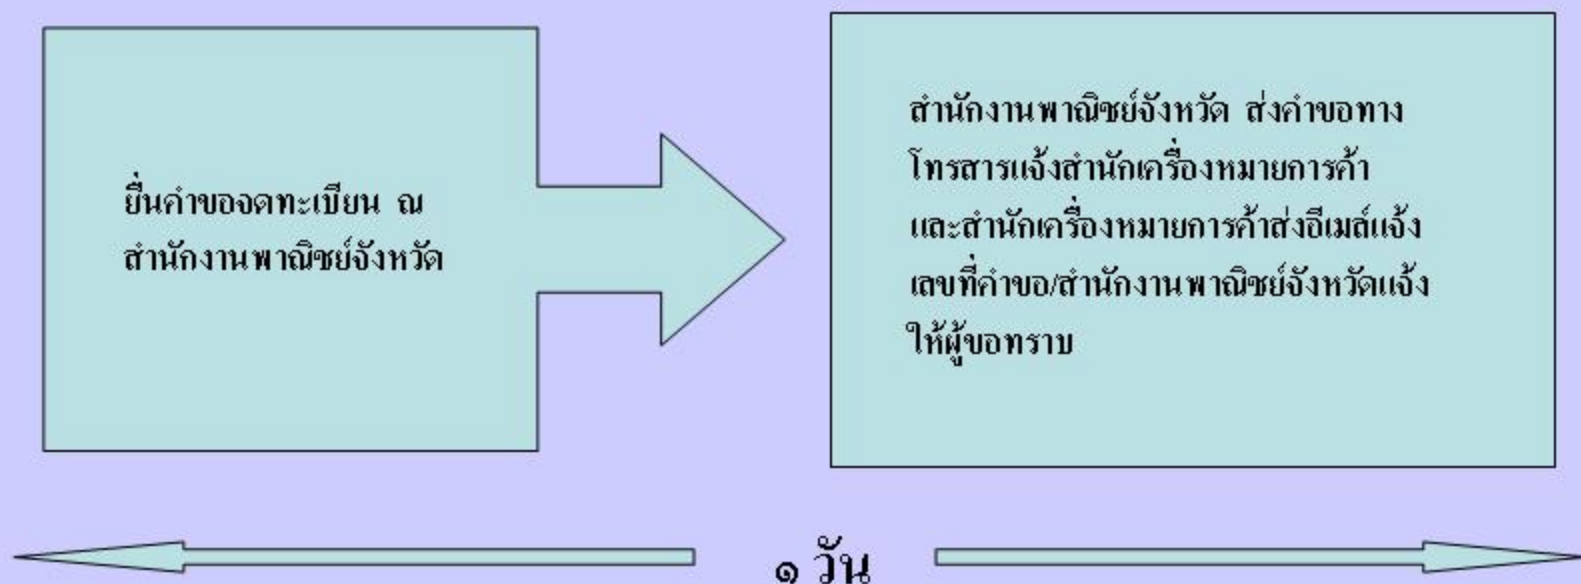 ยื่นคำขอจดทะเบียน ณ
สำนักงานพาณิชย์จังหวัด
สำนักงานพาณิชย์จังหวัด ส่งคำขอทาง
โทรสารแจ้งสำนักเครื่องหมายการค้า
และสำนักเครื่องหมายการค้าส่งอีเมล์แจ้ง
เลขที่คำขอ/สำนักงานพาณิชย์จังหวัดแจ้ง
ให้ผู้ขอทราบ
๑ วัน